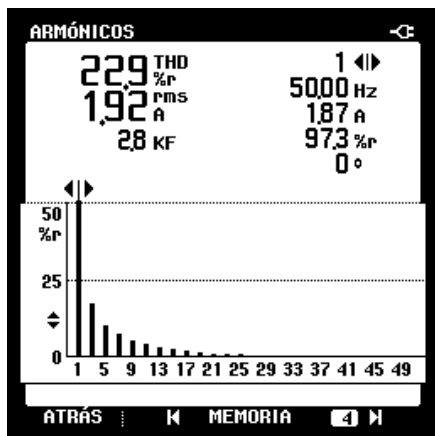 ARMÓNICOS
22,9 THD %r
1,92 rms A
2,8 KF
1
50,00 Hz
1,87 A
97,3 %r
0 °
50
%r
25
0
1 5 9 13 17 21 25 29 33 37 41 45 49
ATRÁS MEMORIA 4